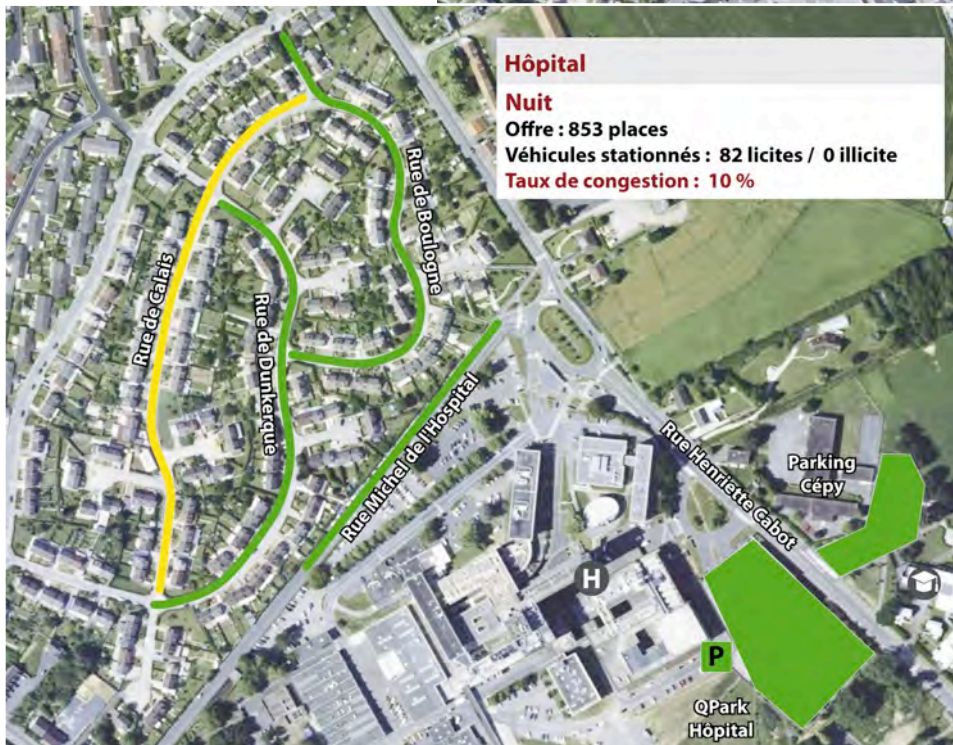 Hôpital
Nuit
Offre : 853 places
Véhicules stationnés : 82 licites / 0 illicite
Taux de congestion : 10 %
Rue de Boulogne
Rue de Calais
Rue de Dunkerque
Rue Michel de l'Hospital
Rue Henriette Cabot
Parking
Cépy
H
P
QPark
Hôpital